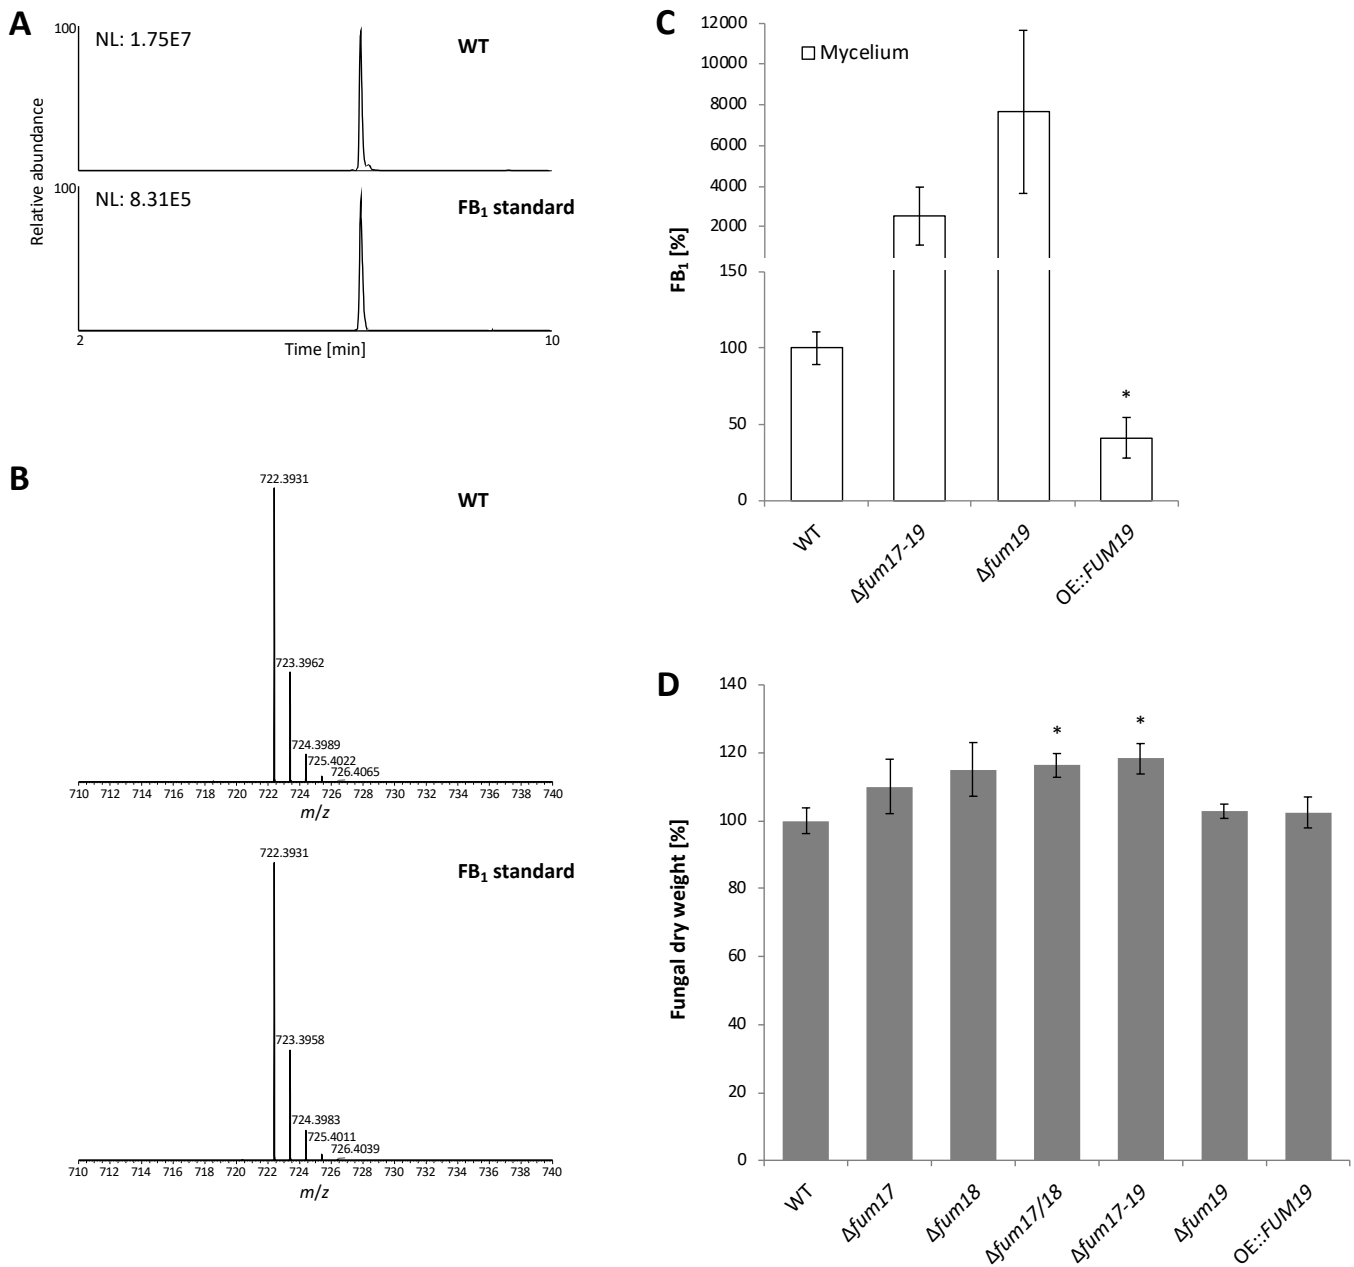 A
100
NL: 1.75E7
WT
100
NL: 8.31E5
FB₁ standard
Relative abundance
2
10
Time [min]
B
722.3931
WT
723.3962
724.3989
725.4022
726.4065
710 712 714 716 718 720 722 724 726 728 730 732 734 736 738 740
m/z
722.3931
FB₁ standard
723.3958
724.3983
725.4011
726.4039
710 712 714 716 718 720 722 724 726 728 730 732 734 736 738 740
m/z
C
12000
10000
8000
6000
4000
2000
150
100
50
0
Mycelium
FB₁ [%]
*
WT
Δfum17-19
Δfum19
OE::FUM19
D
140
120
100
80
60
40
20
0
Fungal dry weight [%]
*
*
WT
Δfum17
Δfum18
Δfum17/18
Δfum17-19
Δfum19
OE::FUM19